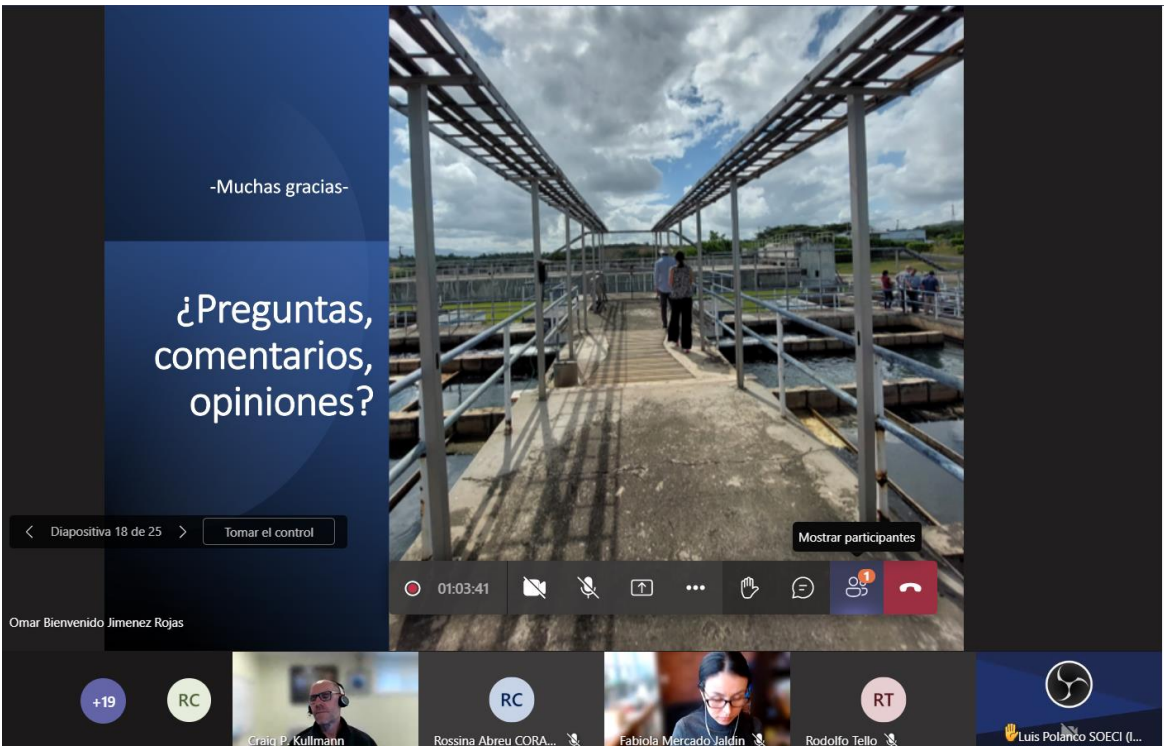 -Muchas gracias-
¿Preguntas,
comentarios,
opiniones?
Diapositiva 18 de 25
Tomar el control
Mostrar participantes
01:03:41
1
Omar Bienvenido Jimenez Rojas
+19
RC
Craig P. Kullmann
RC
Rossina Abreu CORA...
Fabiola Mercado Jaldin
RT
Rodolfo Tello
Luis Polanco SOECI (I...